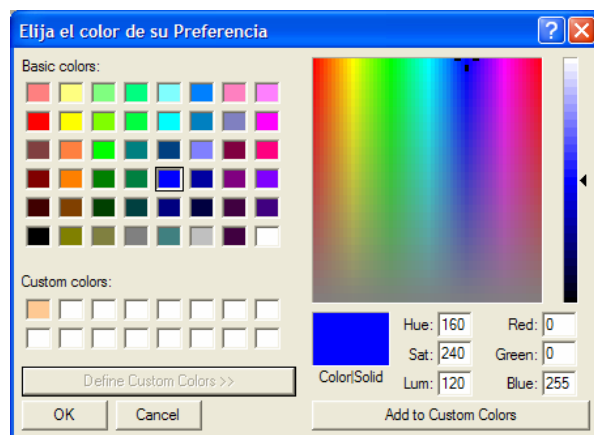 Elija el color de su Preferencia
Basic colors:
Custom colors:
Define Custom Colors >>
OK
Cancel
Color|Solid
Hue: 160
Red: 0
Sat: 240
Green: 0
Lum: 120
Blue: 255
Add to Custom Colors